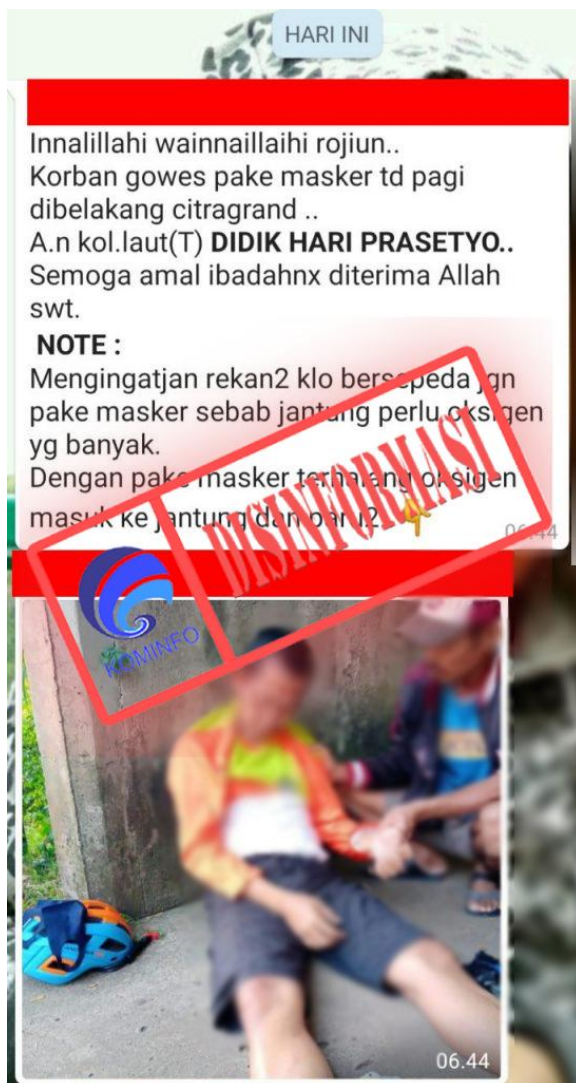 HARI INI
Innalillahi wainnaillaihi rojiun..
Korban gowes pake masker td pagi
dibelakang citragrand ..
A.n kol.laut(T) DIDIK HARI PRASETYO..
Semoga amal ibadahnx diterima Allah
swt.
NOTE :
Mengingatjan rekan2 klo bersepeda jgn
pake masker sebab jantung perlu oksigen
yg banyak.
Dengan pake masker terhalang oksigen
masuk ke jantung dan paru2.
06.44
DISINFORMASI
KOMINFO
06.44